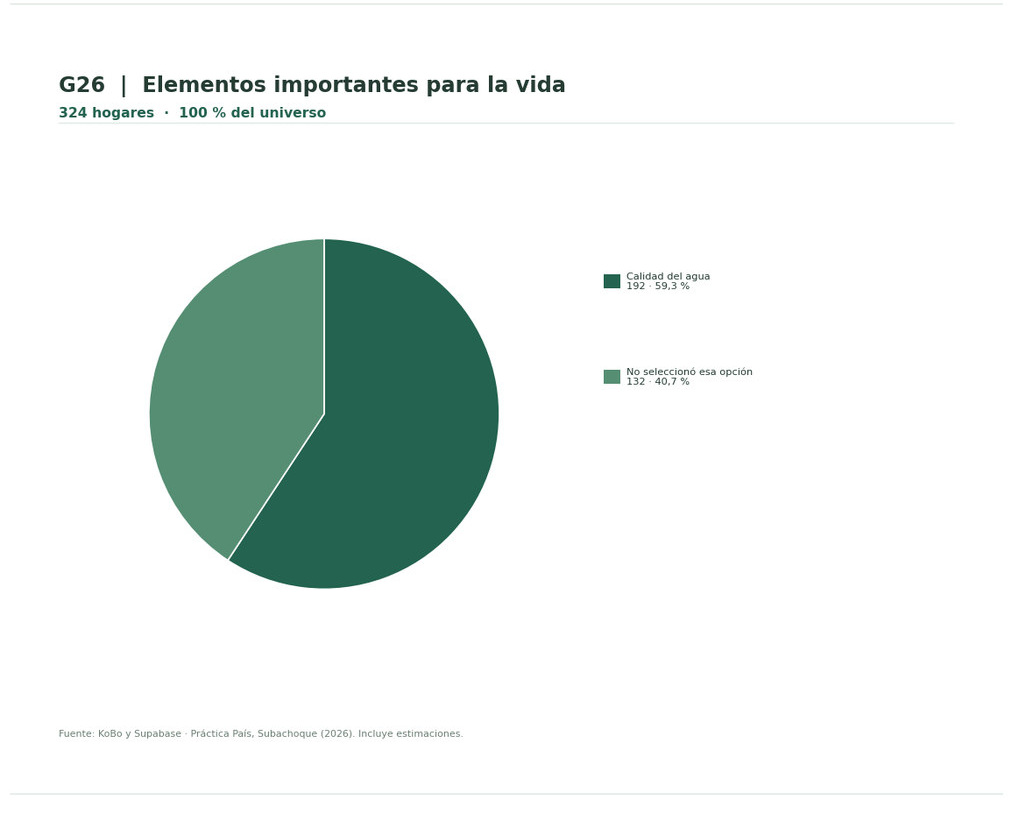 G26 | Elementos importantes para la vida
324 hogares · 100 % del universo
Calidad del agua
192 · 59,3 %
No seleccionó esa opción
132 · 40,7 %
Fuente: KoBo y Supabase · Práctica País, Subachoque (2026). Incluye estimaciones.